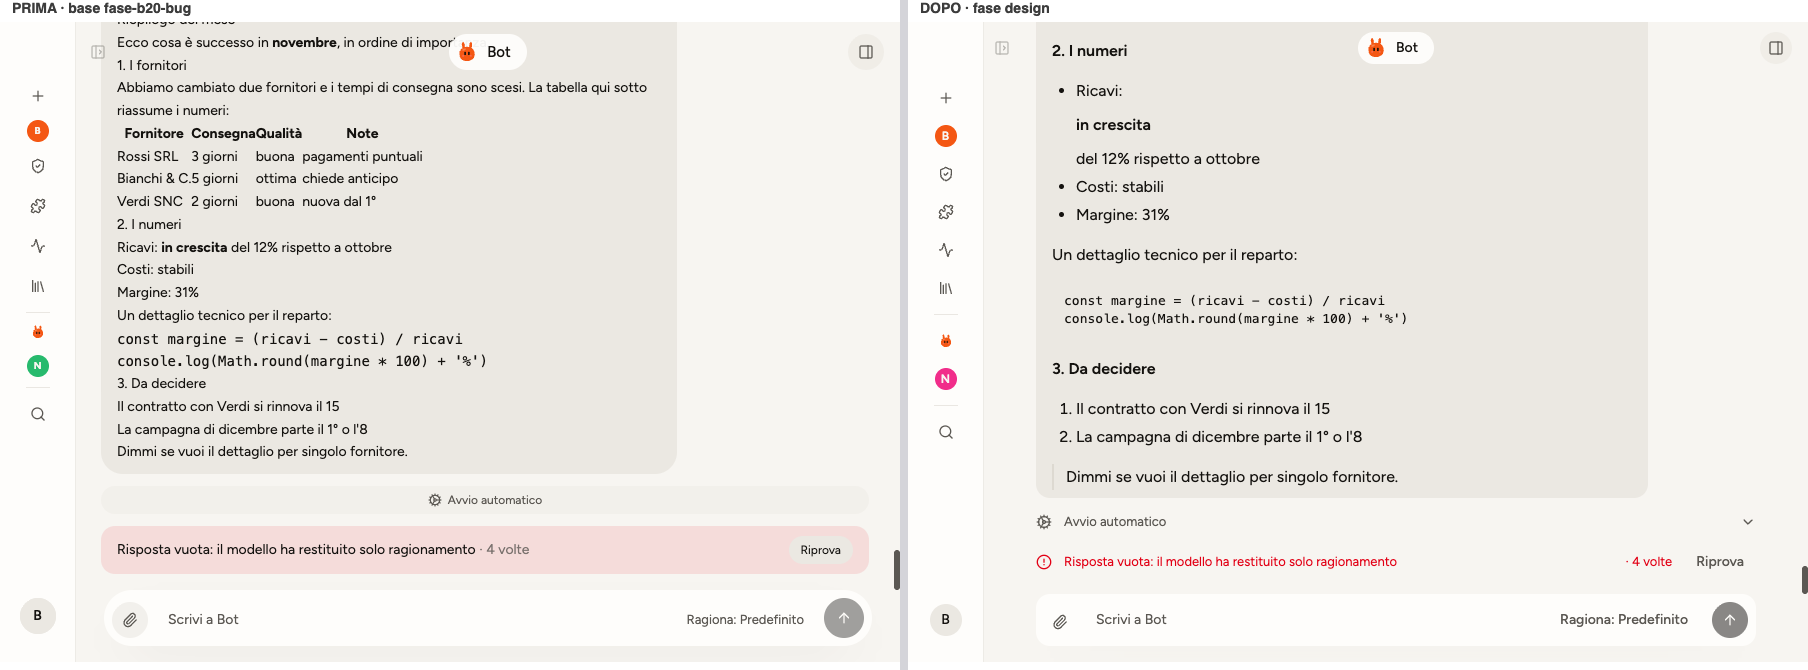 PRIMA · base fase-b20-bug
Riepilogo del mese
Ecco cosa è successo in novembre, in ordine di impor
Bot
1. I fornitori
Abbiamo cambiato due fornitori e i tempi di consegna sono scesi. La tabella qui sotto
riassume i numeri:
Fornitore Consegna Qualità Note
Rossi SRL 3 giorni buona pagamenti puntuali
Bianchi & C. 5 giorni ottima chiede anticipo
Verdi SNC 2 giorni buona nuova dal 1°
2. I numeri
Ricavi: in crescita del 12% rispetto a ottobre
Costi: stabili
Margine: 31%
Un dettaglio tecnico per il reparto:
const margine = (ricavi − costi) / ricavi
console.log(Math.round(margine * 100) + '%')
3. Da decidere
Il contratto con Verdi si rinnova il 15
La campagna di dicembre parte il 1° o l'8
Dimmi se vuoi il dettaglio per singolo fornitore.
Avvio automatico
Risposta vuota: il modello ha restituito solo ragionamento · 4 volte
Riprova
Scrivi a Bot
Ragiona: Predefinito
B
N
B
DOPO · fase design
Bot
2. I numeri
• Ricavi:
in crescita
del 12% rispetto a ottobre
• Costi: stabili
• Margine: 31%
Un dettaglio tecnico per il reparto:
const margine = (ricavi − costi) / ricavi
console.log(Math.round(margine * 100) + '%')
3. Da decidere
1. Il contratto con Verdi si rinnova il 15
2. La campagna di dicembre parte il 1° o l'8
Dimmi se vuoi il dettaglio per singolo fornitore.
Avvio automatico
Risposta vuota: il modello ha restituito solo ragionamento
· 4 volte
Riprova
Scrivi a Bot
Ragiona: Predefinito
B
N
B